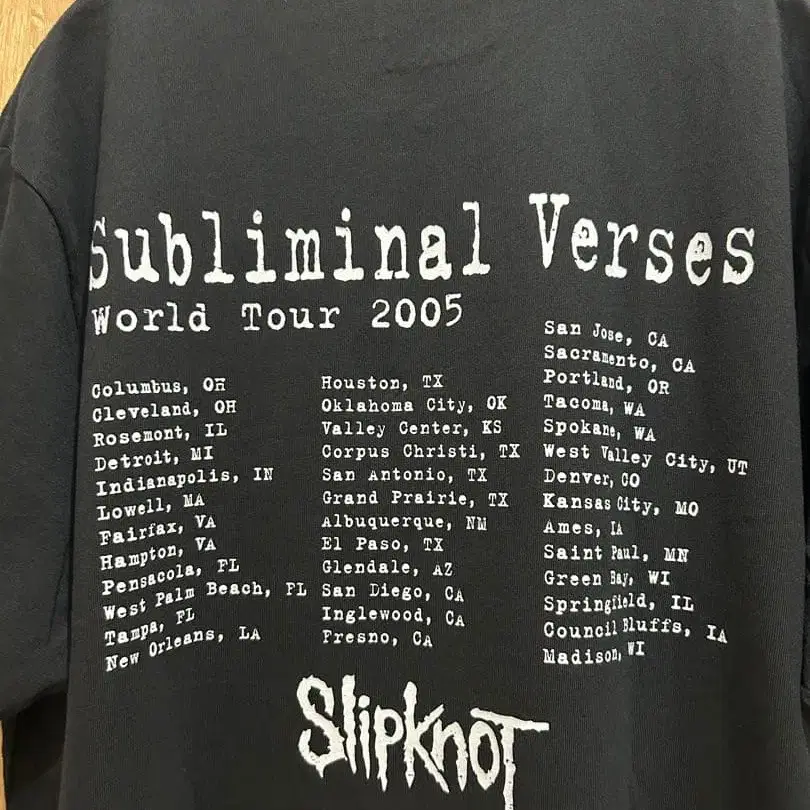 Subliminal Verses
World Tour 2005
Columbus, OH
Cleveland, OH
Rosemont, IL
Detroit, MI
Indianapolis, IN
Lowell, MA
Fairfax, VA
Hampton, VA
Pensacola, FL
West Palm Beach, FL
Tampa, FL
New Orleans, LA
Houston, TX
Oklahoma City, OK
Valley Center, KS
Corpus Christi, TX
San Antonio, TX
Grand Prairie, TX
Albuquerque, NM
El Paso, TX
Glendale, AZ
San Diego, CA
Inglewood, CA
Fresno, CA
San Jose, CA
Sacramento, CA
Portland, OR
Tacoma, WA
Spokane, WA
West Valley City, UT
Denver, CO
Kansas City, MO
Ames, IA
Saint Paul, MN
Green Bay, WI
Springfield, IL
Council Bluffs, IA
Madison, WI
Slipknot